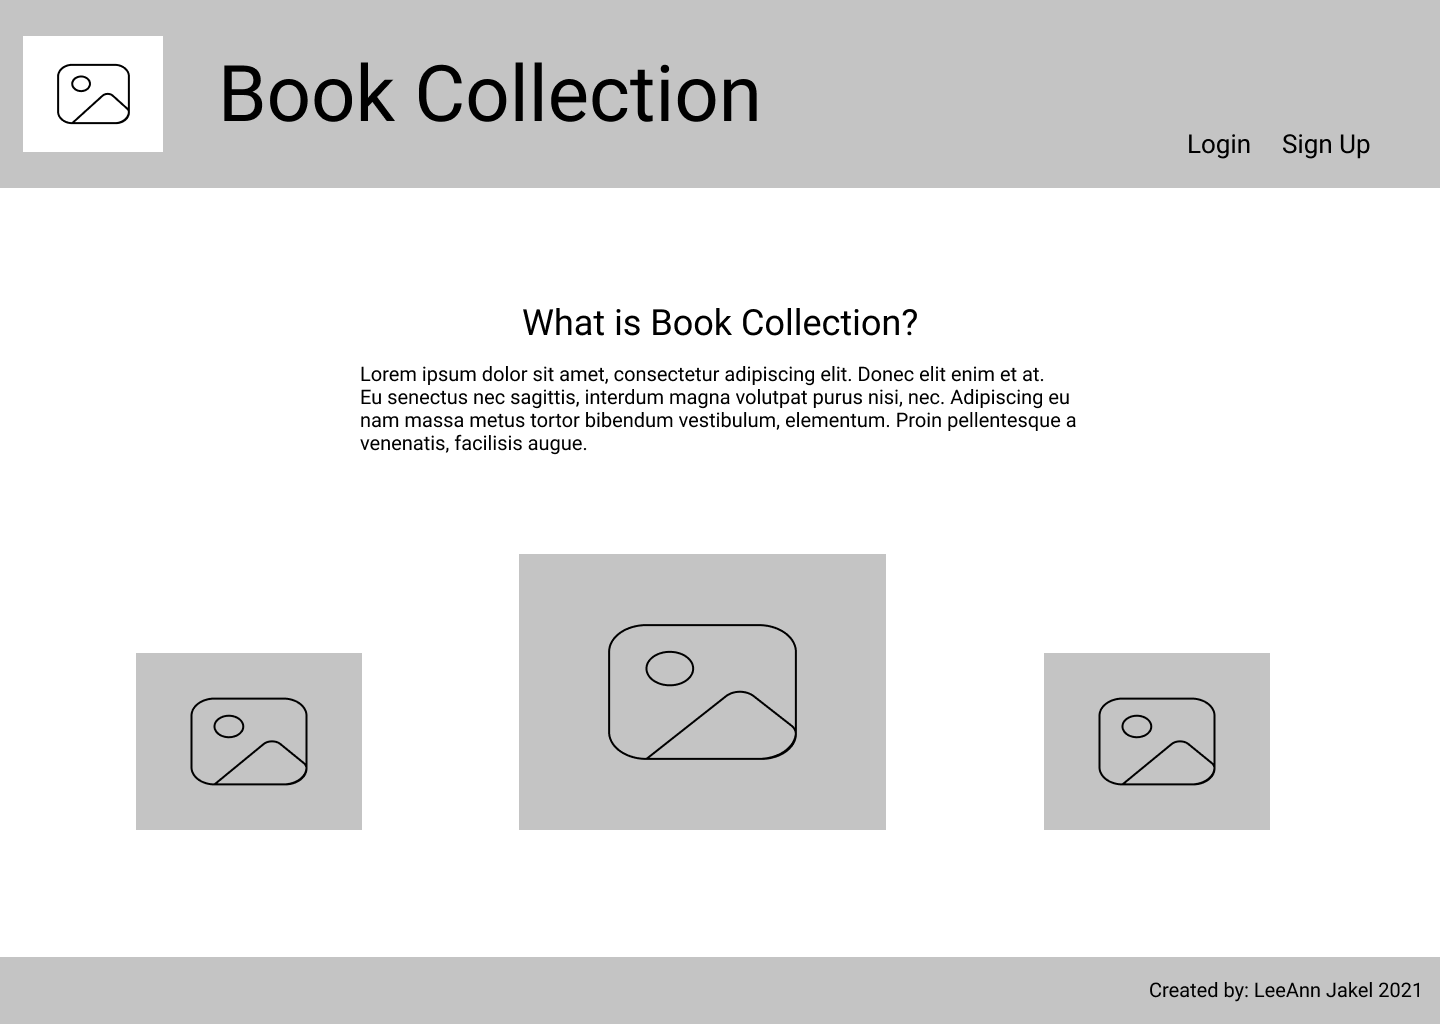 Book Collection
Login Sign Up
What is Book Collection?
Lorem ipsum dolor sit amet, consectetur adipiscing elit. Donec elit enim et at.
Eu senectus nec sagittis, interdum magna volutpat purus nisi, nec. Adipiscing eu
nam massa metus tortor bibendum vestibulum, elementum. Proin pellentesque a
venenatis, facilisis augue.
Created by: LeeAnn Jakel 2021